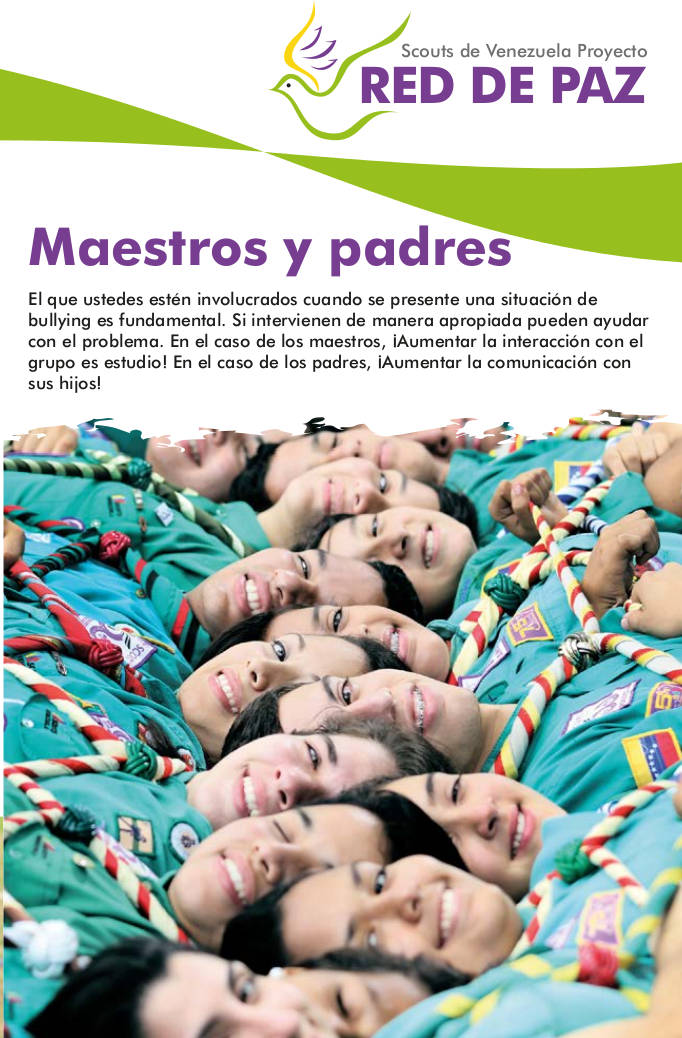 Scouts de Venezuela Proyecto
RED DE PAZ
Maestros y padres
El que ustedes estén involucrados cuando se presente una situación de
bullying es fundamental. Si intervienen de manera apropiada pueden ayudar
con el problema. En el caso de los maestros, ¡Aumentar la interacción con el
grupo es estudio! En el caso de los padres, ¡Aumentar la comunicación con
sus hijos!